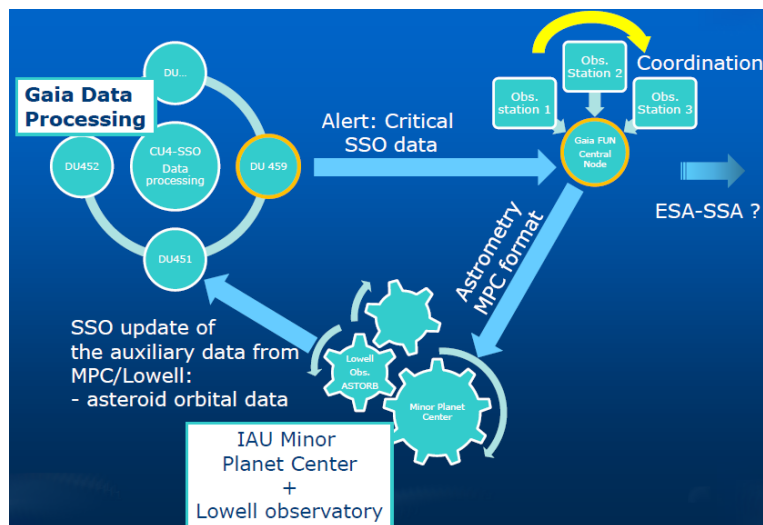 DU...
Gaia Data
Processing
DU452
CU4-SSO
Data
processing
DU 459
DU451
Alert: Critical
SSO data
Obs.
station 1
Obs.
Station 2
Obs.
Station 3
Coordination
Gaia FUN
Central
Node
ESA-SSA ?
Astrometry
MPC format
SSO update of
the auxiliary data from
MPC/Lowell:
- asteroid orbital data
Lowell
Obs.
ASTORB
Minor Planet
Center
IAU Minor
Planet Center
+
Lowell observatory